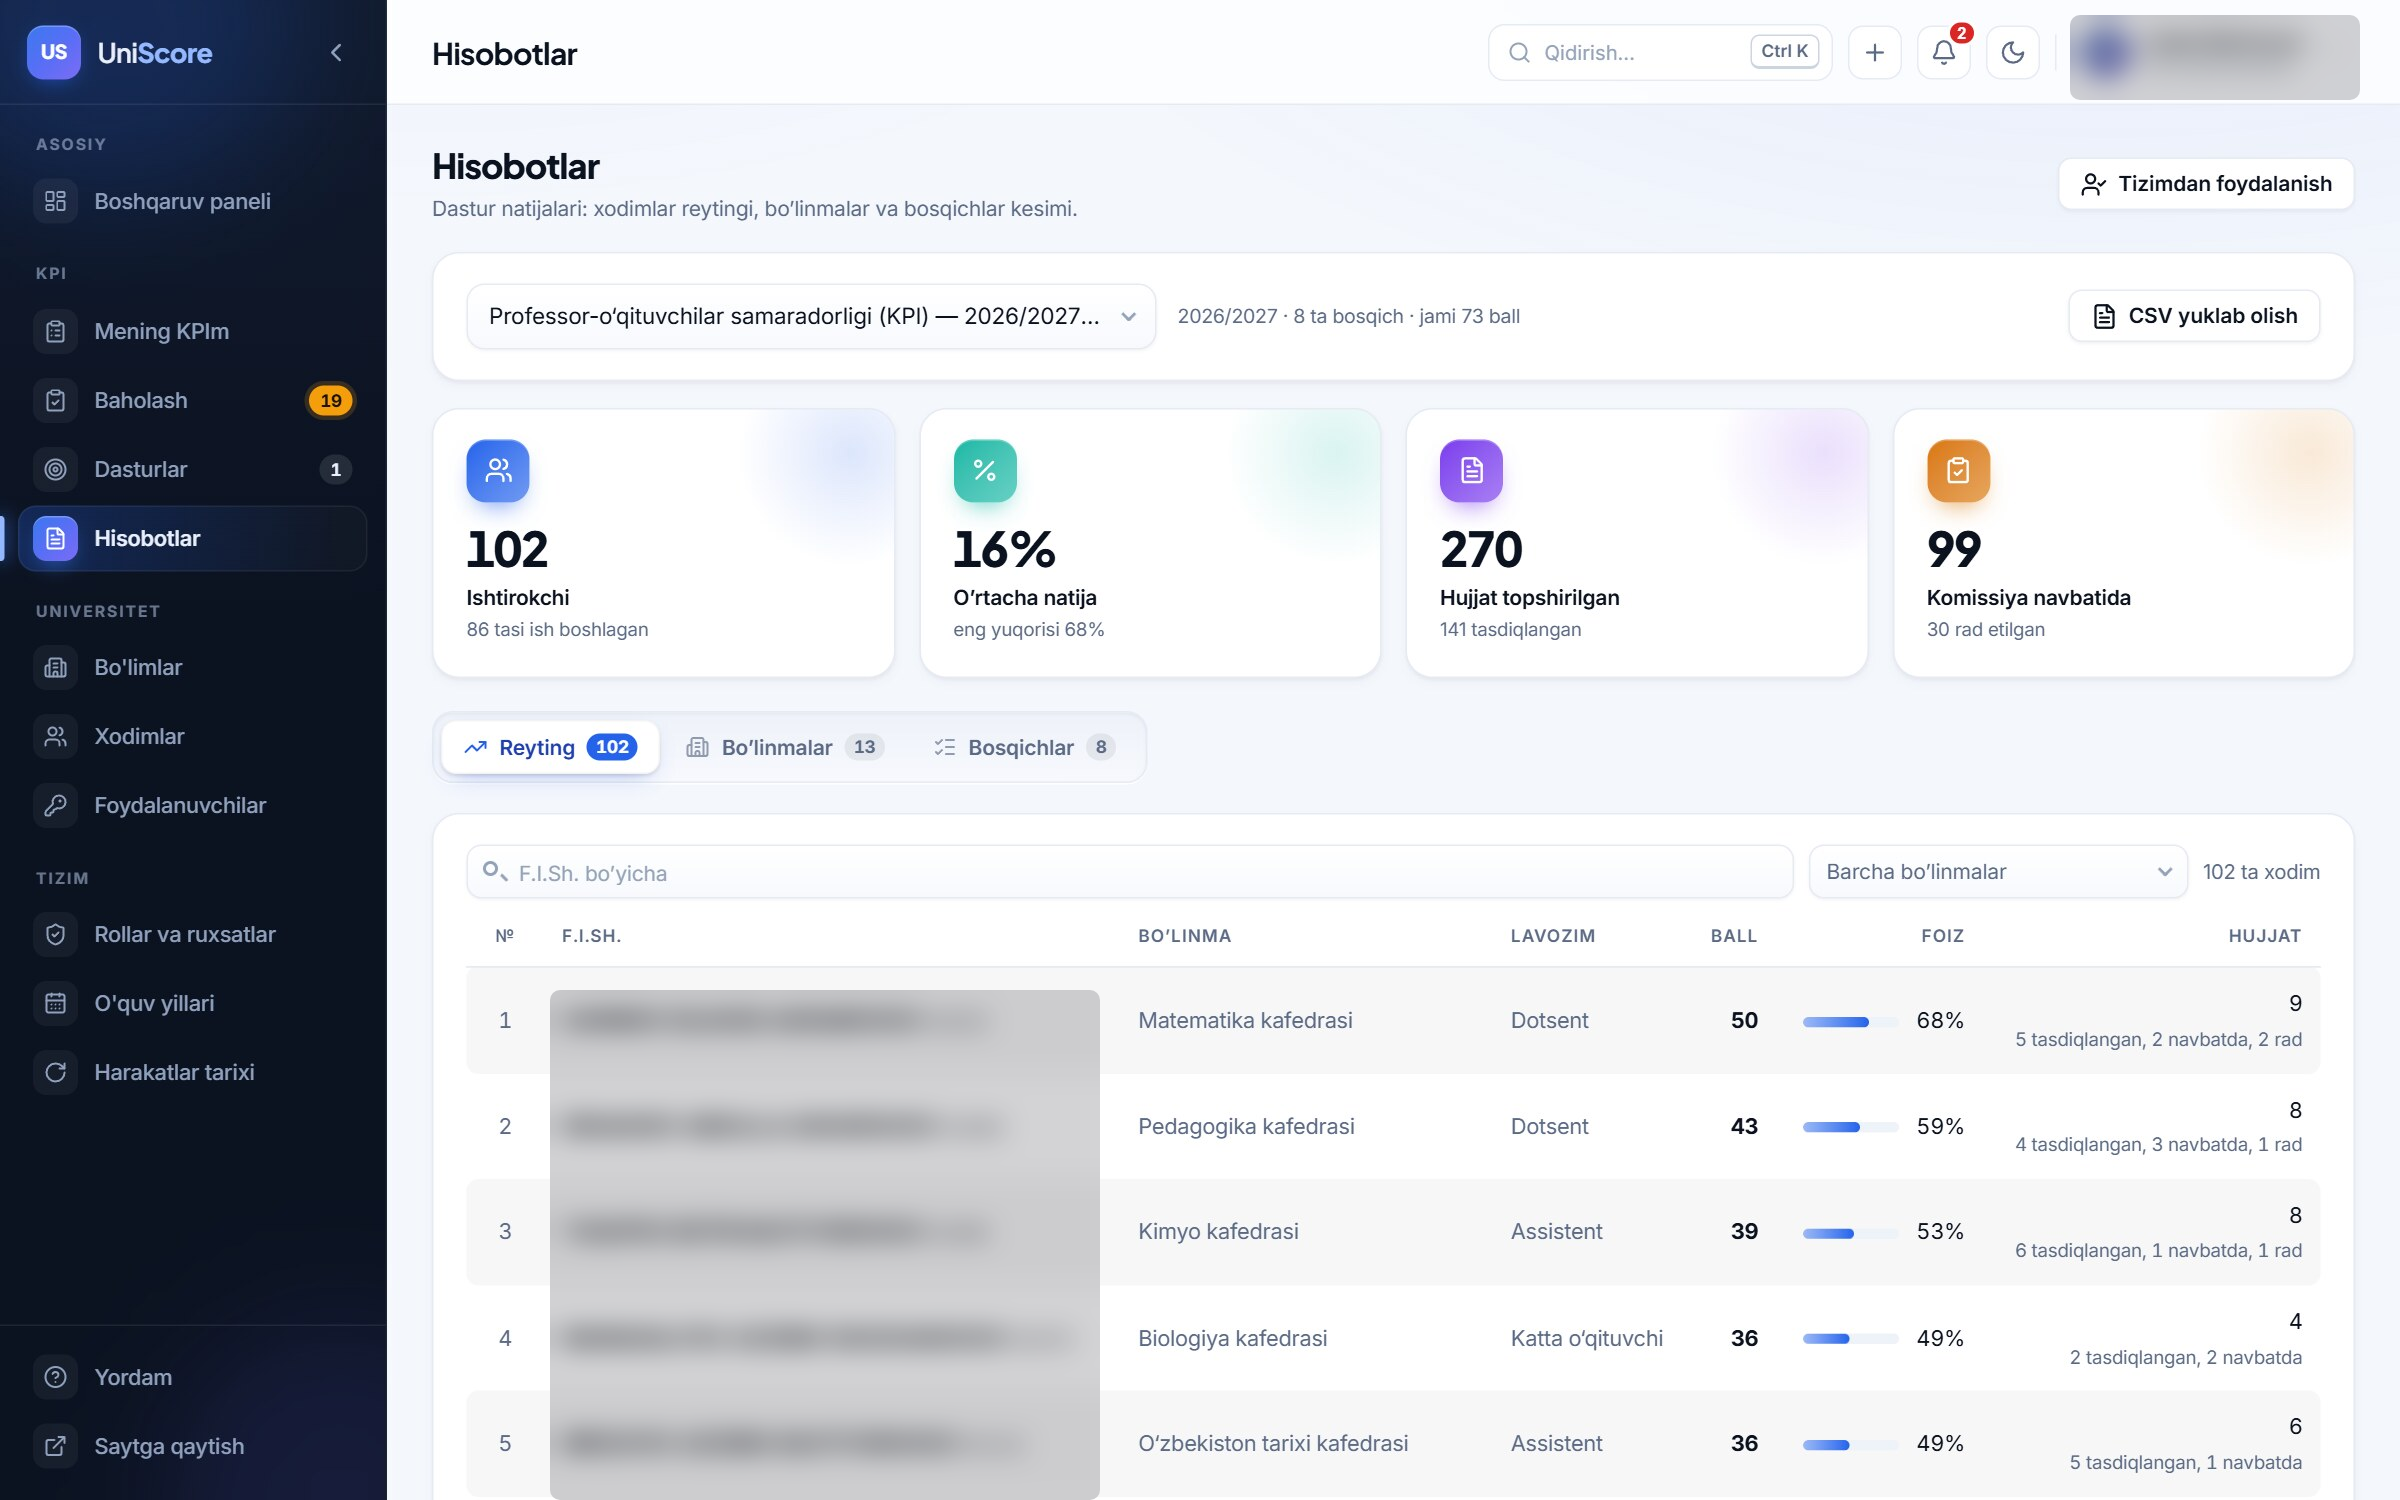 US UniScore
ASOSIY
Boshqaruv paneli
KPI
Mening KPIm
Baholash 19
Dasturlar 1
Hisobotlar
UNIVERSITET
Bo'limlar
Xodimlar
Foydalanuvchilar
TIZIM
Rollar va ruxsatlar
O'quv yillari
Harakatlar tarixi
Yordam
Saytga qaytish
Hisobotlar
Qidirish... Ctrl K
2
Hisobotlar
Dastur natijalari: xodimlar reytingi, bo’linmalar va bosqichlar kesimi.
Tizimdan foydalanish
Professor-o‘qituvchilar samaradorligi (KPI) — 2026/2027...
2026/2027 · 8 ta bosqich · jami 73 ball
CSV yuklab olish
102
Ishtirokchi
86 tasi ish boshlagan
16%
O’rtacha natija
eng yuqorisi 68%
270
Hujjat topshirilgan
141 tasdiqlangan
99
Komissiya navbatida
30 rad etilgan
Reyting 102
Bo’linmalar 13
Bosqichlar 8
F.I.Sh. bo’yicha
Barcha bo’linmalar
102 ta xodim
№ F.I.SH. BO’LINMA LAVOZIM BALL FOIZ HUJJAT
1 Matematika kafedrasi Dotsent 50 68% 9
5 tasdiqlangan, 2 navbatda, 2 rad
2 Pedagogika kafedrasi Dotsent 43 59% 8
4 tasdiqlangan, 3 navbatda, 1 rad
3 Kimyo kafedrasi Assistent 39 53% 8
6 tasdiqlangan, 1 navbatda, 1 rad
4 Biologiya kafedrasi Katta o‘qituvchi 36 49% 4
2 tasdiqlangan, 2 navbatda
5 O‘zbekiston tarixi kafedrasi Assistent 36 49% 6
5 tasdiqlangan, 1 navbatda